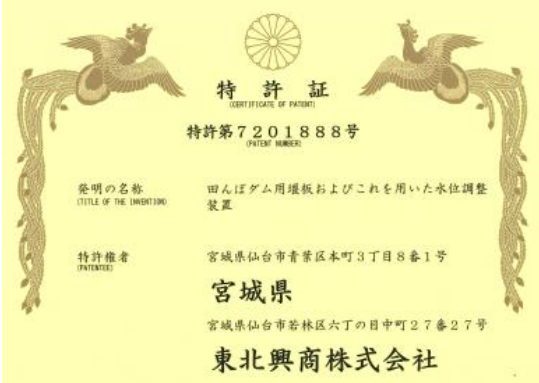 特許証
(CERTIFICATE OF PATENT)
特許第7201888号
(PATENT NUMBER)
発明の名称
(TITLE OF THE INVENTION)
田んぼダム用堰板およびこれを用いた水位調整
装置
特許権者
(PATENTEE)
宮城県仙台市青葉区本町3丁目8番1号
宮城県
宮城県仙台市若林区六丁の目中町27番27号
東北興商株式会社